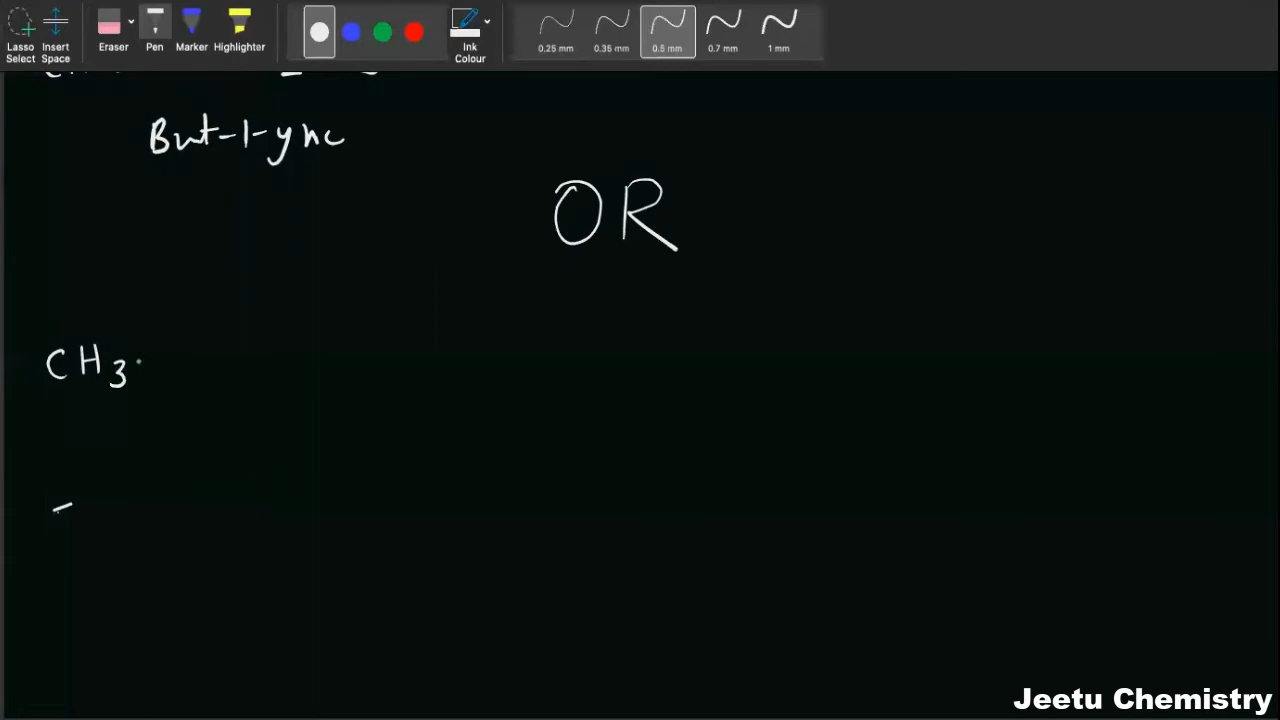 Lasso Select
Insert Space
Eraser
Pen
Marker
Highlighter
Ink Colour
0.25 mm
0.35 mm
0.5 mm
0.7 mm
1 mm
But-1-yne
OR
CH3
Jeetu Chemistry